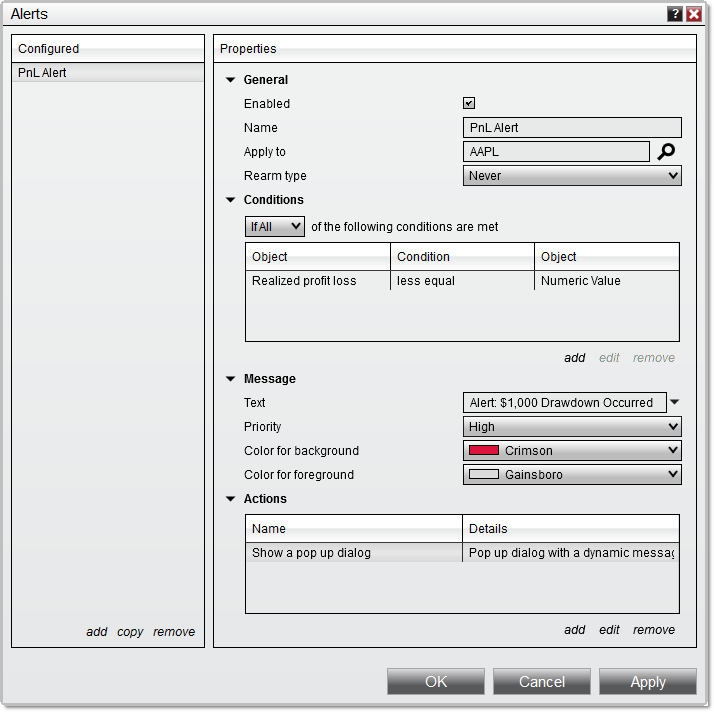 Alerts ?
Configured
PnL Alert
add copy remove
Properties
General
Enabled
Name PnL Alert
Apply to AAPL
Rearm type Never
Conditions
If All of the following conditions are met
Object Condition Object
Realized profit loss less equal Numeric Value
add edit remove
Message
Text Alert: $1,000 Drawdown Occurred
Priority High
Color for background Crimson
Color for foreground Gainsboro
Actions
Name Details
Show a pop up dialog Pop up dialog with a dynamic messag
add edit remove
OK Cancel Apply